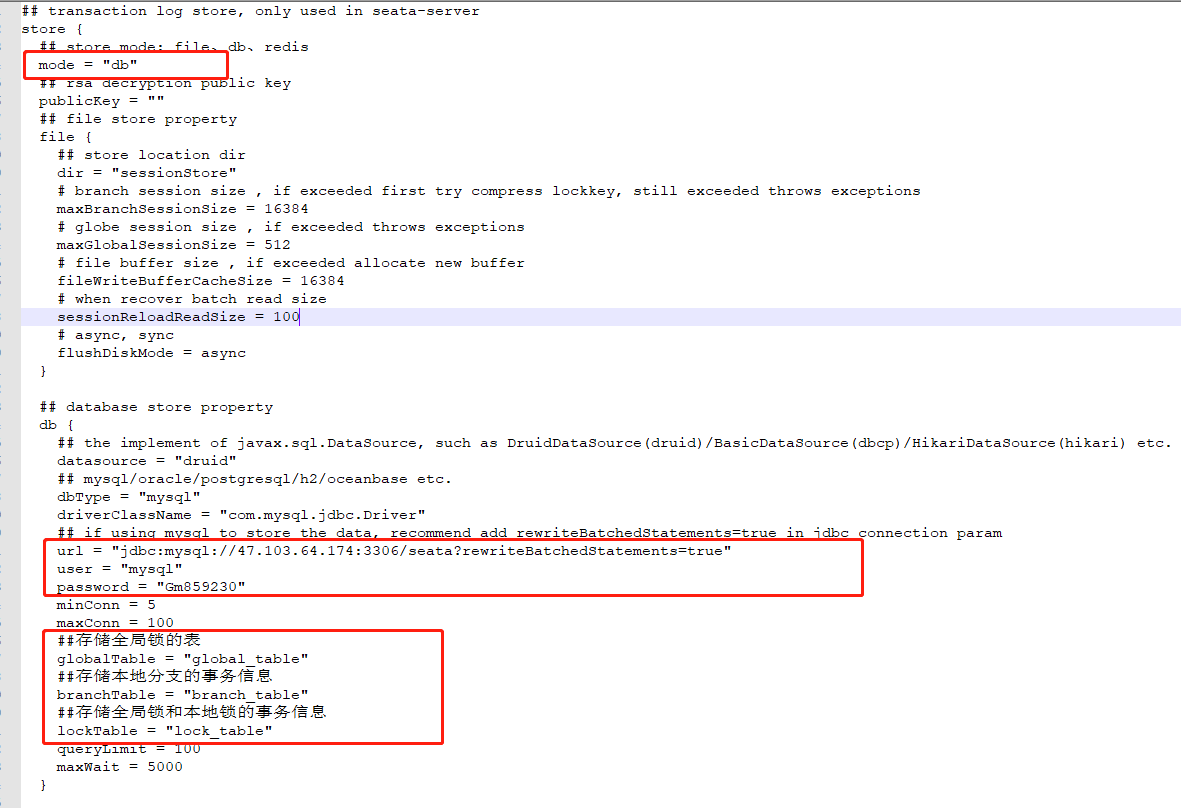 ## transaction log store, only used in seata-server
store {
## store mode: file、db、redis
mode = "db"
## rsa decryption public key
publicKey = ""
## file store property
file {
## store location dir
dir = "sessionStore"
# branch session size , if exceeded first try compress lockkey, still exceeded throws exceptions
maxBranchSessionSize = 16384
# globe session size , if exceeded throws exceptions
maxGlobalSessionSize = 512
# file buffer size , if exceeded allocate new buffer
fileWriteBufferCacheSize = 16384
# when recover batch read size
sessionReloadReadSize = 100
# async, sync
flushDiskMode = async
}
## database store property
db {
## the implement of javax.sql.DataSource, such as DruidDataSource(druid)/BasicDataSource(dbcp)/HikariDataSource(hikari) etc.
datasource = "druid"
## mysql/oracle/postgresql/h2/oceanbase etc.
dbType = "mysql"
driverClassName = "com.mysql.jdbc.Driver"
## if using mysql to store the data, recommend add rewriteBatchedStatements=true in jdbc connection param
url = "jdbc:mysql://47.103.64.174:3306/seata?rewriteBatchedStatements=true"
user = "mysql"
password = "Gm859230"
minConn = 5
maxConn = 100
##存储全局锁的表
globalTable = "global_table"
##存储本地分支的事务信息
branchTable = "branch_table"
##存储全局锁和本地锁的事务信息
lockTable = "lock_table"
queryLimit = 100
maxWait = 5000
}